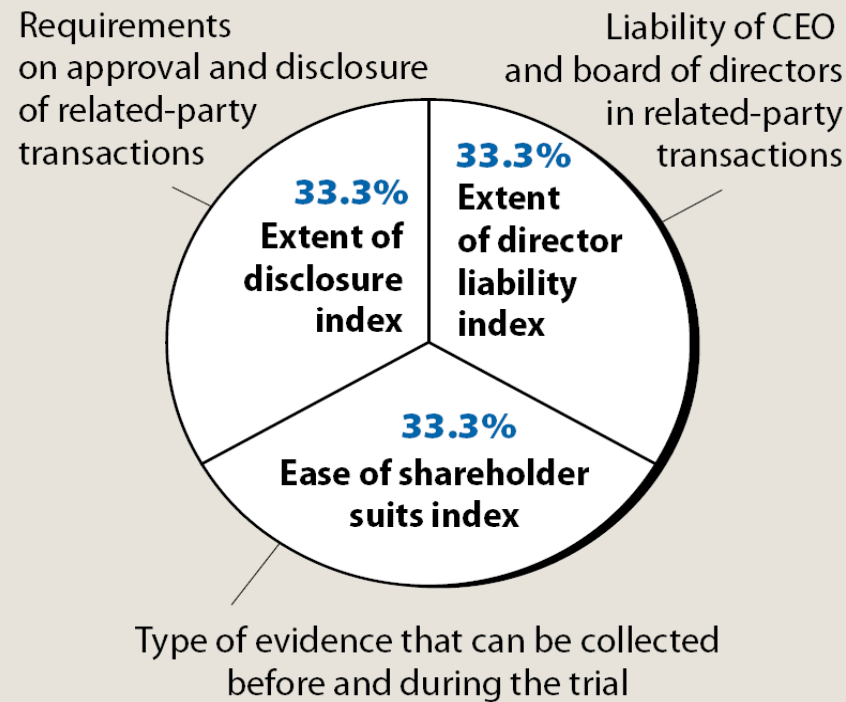 Requirements
on approval and disclosure
of related-party
transactions
Liability of CEO
and board of directors
in related-party
transactions
33.3%
Extent of
disclosure
index
33.3%
Extent
of director
liability
index
33.3%
Ease of shareholder
suits index
Type of evidence that can be collected
before and during the trial